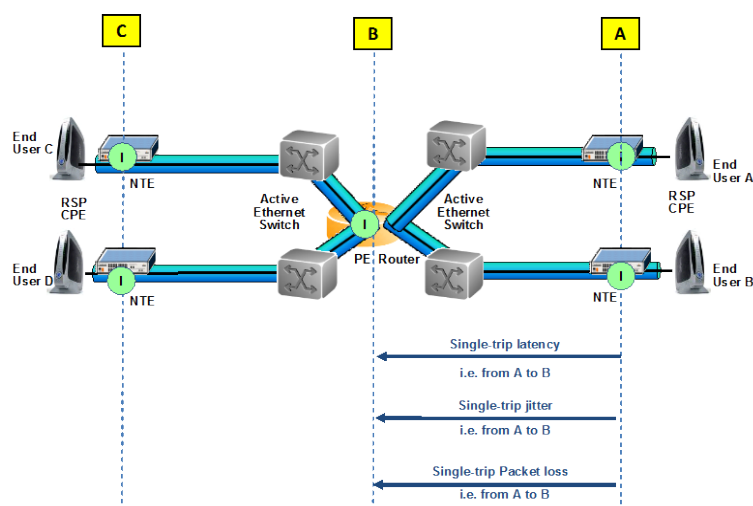 C
B
A
End
User C
I
NTE
RSP
CPE
Active
Ethernet
Switch
Active
Ethernet
Switch
I
NTE
End
User A
RSP
CPE
I
PE Router
End
User D
I
NTE
I
NTE
End
User B
Single-trip latency
i.e. from A to B
Single-trip jitter
i.e. from A to B
Single-trip Packet loss
i.e. from A to B